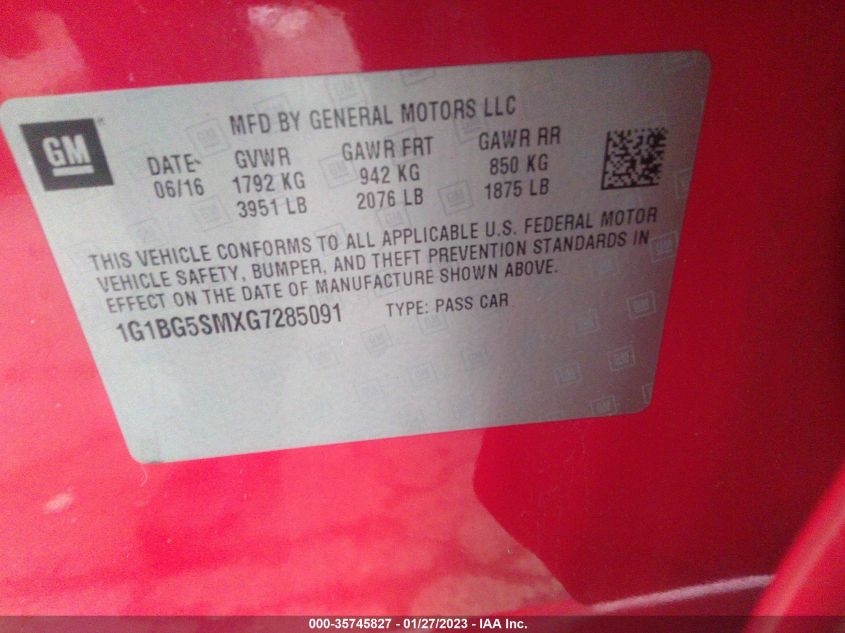 GM
MFD BY GENERAL MOTORS LLC
DATE GVWR GAWR FRT GAWR RR
06/16 1792 KG 942 KG 850 KG
3951 LB 2076 LB 1875 LB
THIS VEHICLE CONFORMS TO ALL APPLICABLE U.S. FEDERAL MOTOR
VEHICLE SAFETY, BUMPER, AND THEFT PREVENTION STANDARDS IN
EFFECT ON THE DATE OF MANUFACTURE SHOWN ABOVE.
1G1BG5SMXG7285091 TYPE: PASS CAR
000-35745827 - 01/27/2023 - IAA Inc.